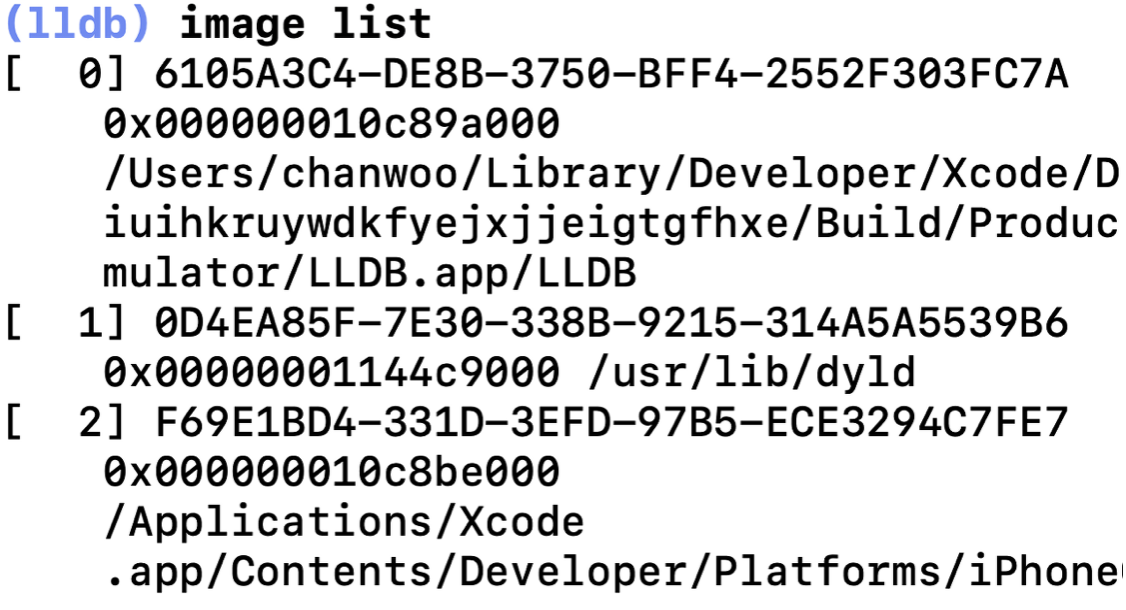 (lldb) image list
[  0] 6105A3C4-DE8B-3750-BFF4-2552F303FC7A
0x000000010c89a000
/Users/chanwoo/Library/Developer/Xcode/D
iuihkruywdkfyejxjjeigtgfhxe/Build/Produc
mulator/LLDB.app/LLDB
[  1] 0D4EA85F-7E30-338B-9215-314A5A5539B6
0x00000001144c9000 /usr/lib/dyld
[  2] F69E1BD4-331D-3EFD-97B5-ECE3294C7FE7
0x000000010c8be000
/Applications/Xcode
.app/Contents/Developer/Platforms/iPhone